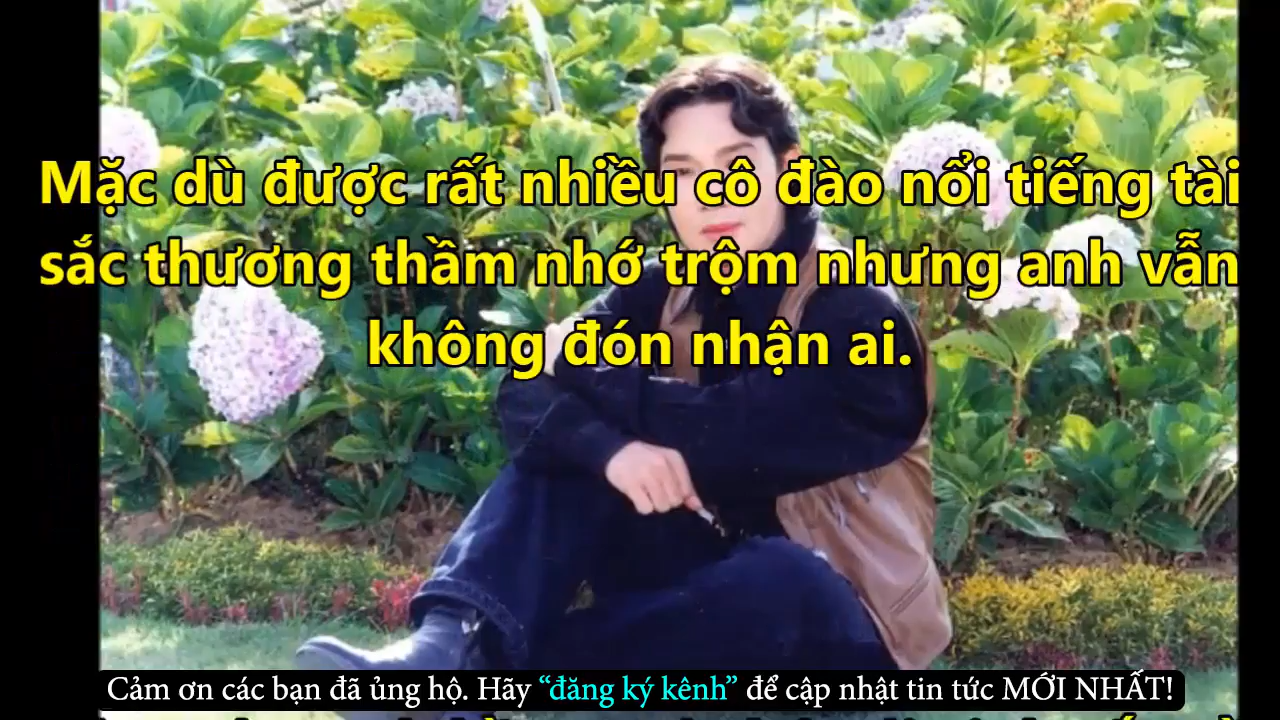 Mặc dù được rất nhiều cô đào nổi tiếng tài
sắc thương thầm nhớ trộm nhưng anh vẫn
không đón nhận ai.
Cảm ơn các bạn đã ủng hộ. Hãy “đăng ký kênh” để cập nhật tin tức MỚI NHẤT!